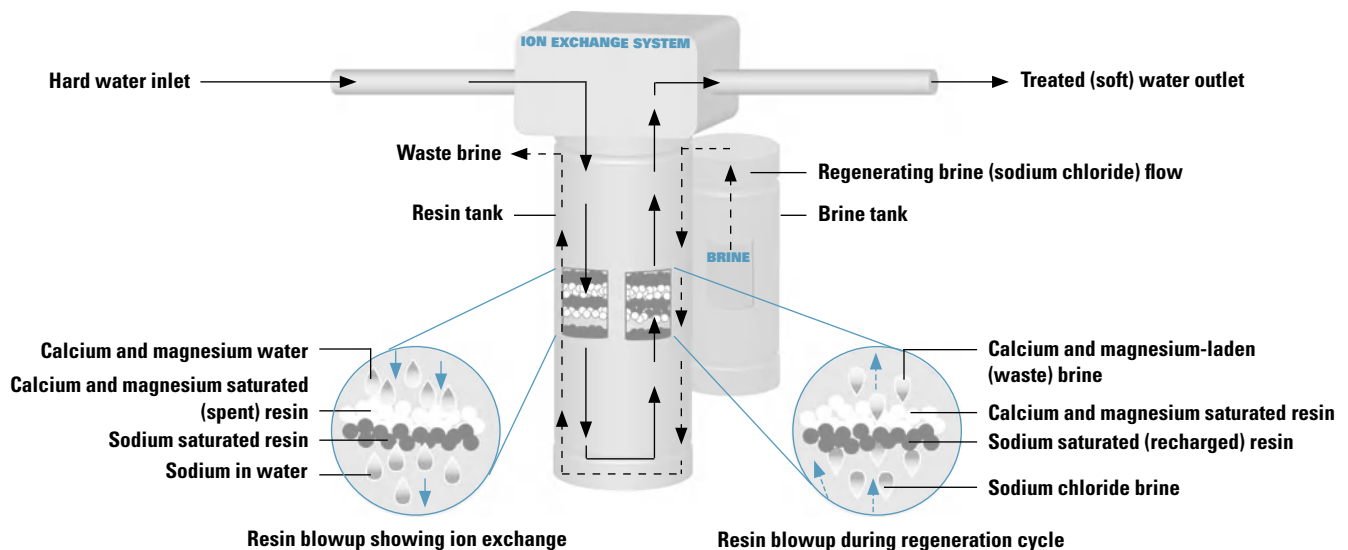 ION EXCHANGE SYSTEM
Hard water inlet
Treated (soft) water outlet
Waste brine
Regenerating brine (sodium chloride) flow
Resin tank
Brine tank
BRINE
Calcium and magnesium water
Calcium and magnesium saturated
(spent) resin
Sodium saturated resin
Sodium in water
Calcium and magnesium-laden
(waste) brine
Calcium and magnesium saturated resin
Sodium saturated (recharged) resin
Sodium chloride brine
Resin blowup showing ion exchange
Resin blowup during regeneration cycle